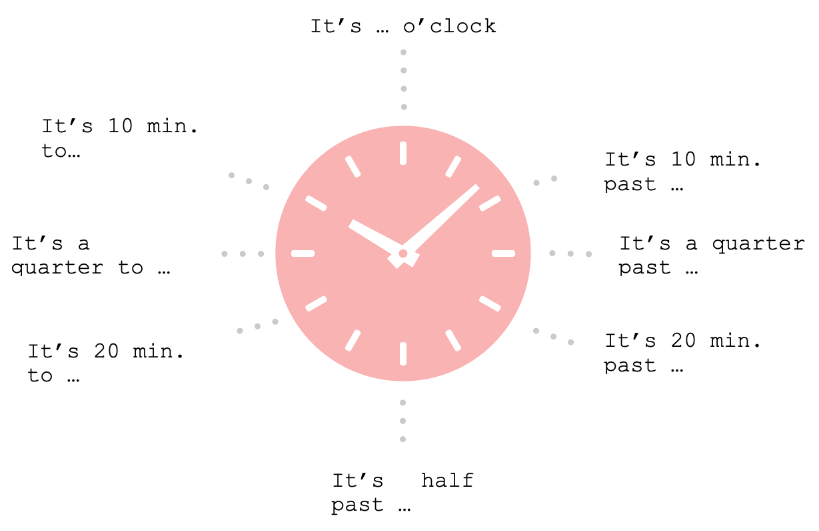 It's … o'clock
It's 10 min.
to…
It's 10 min.
past …
It's a
quarter to …
It's a quarter
past …
It's 20 min.
to …
It's 20 min.
past …
It's half
past …